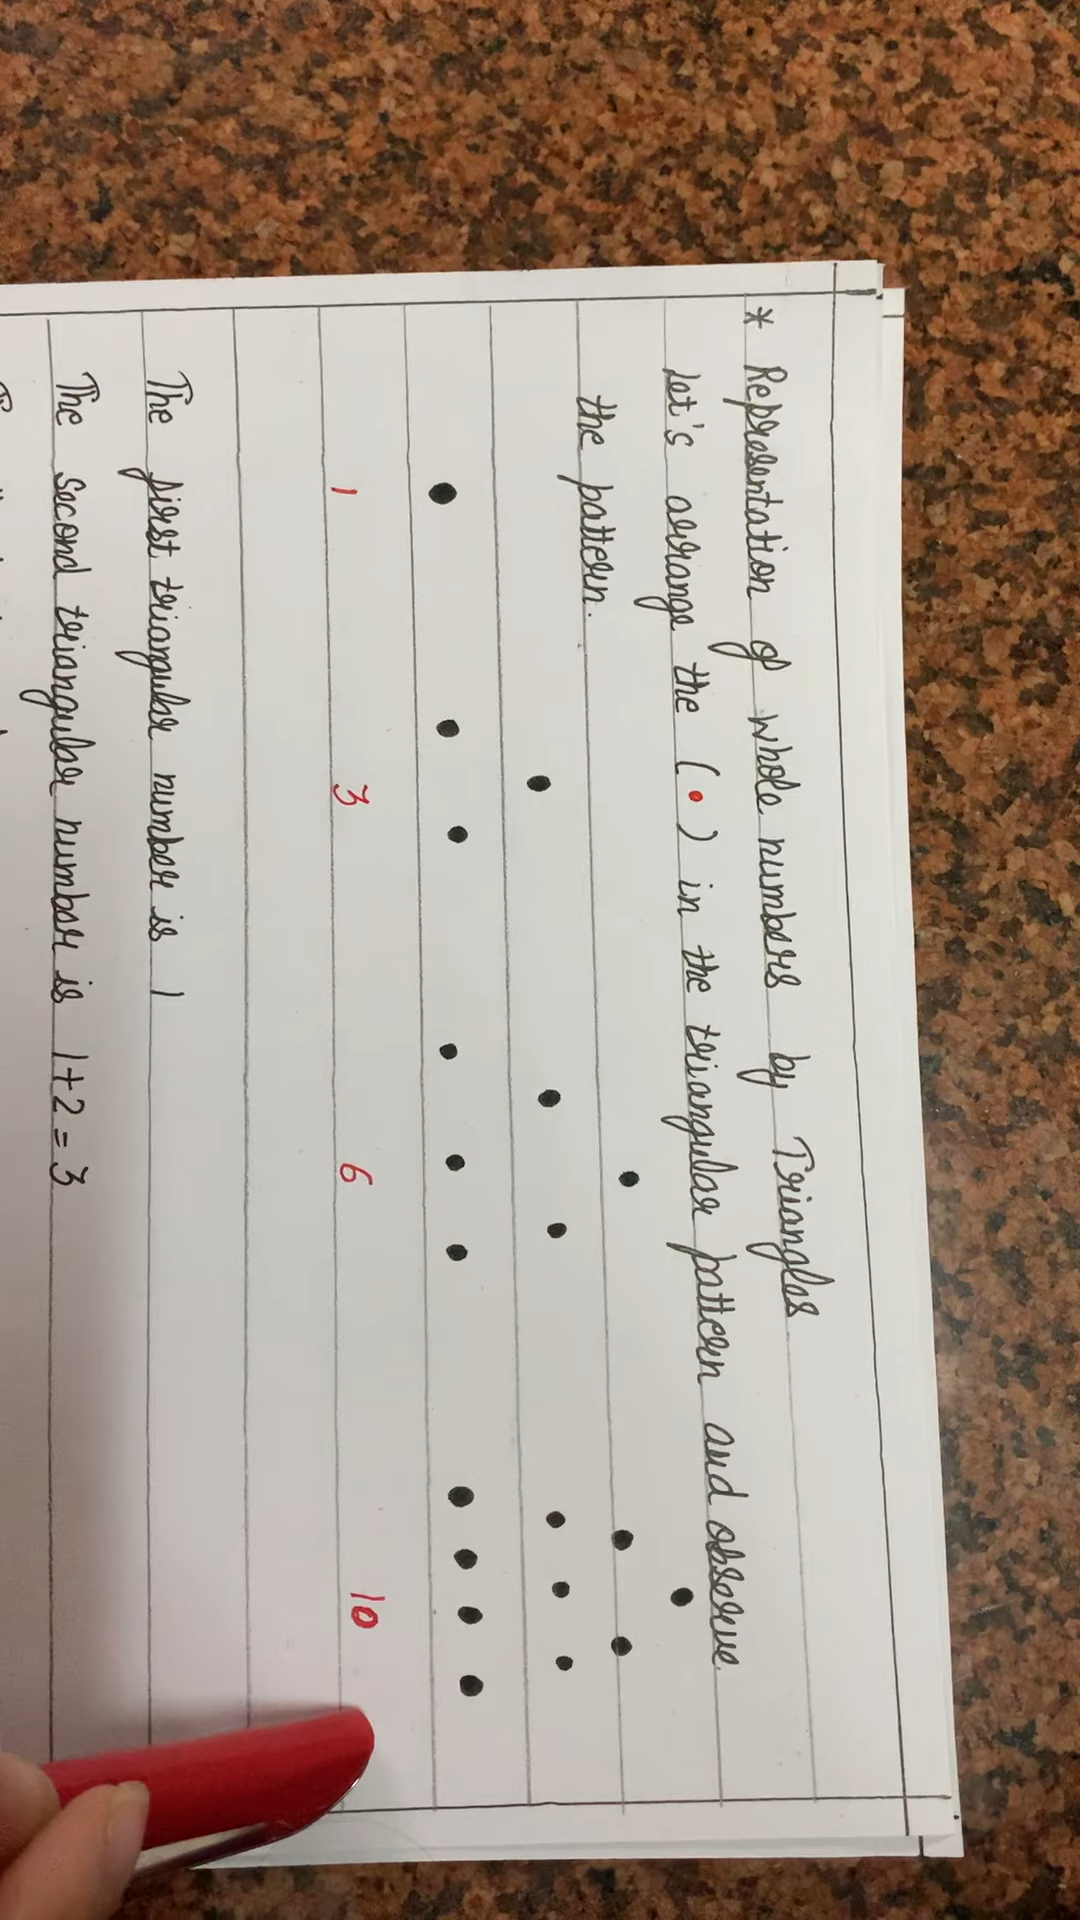 * Representation of whole numbers by Triangles
Let's arrange the (•) in the triangular pattern and observe
the pattern.
1 3 6 10
The first triangular number is 1
The second triangular number is 1+2=3